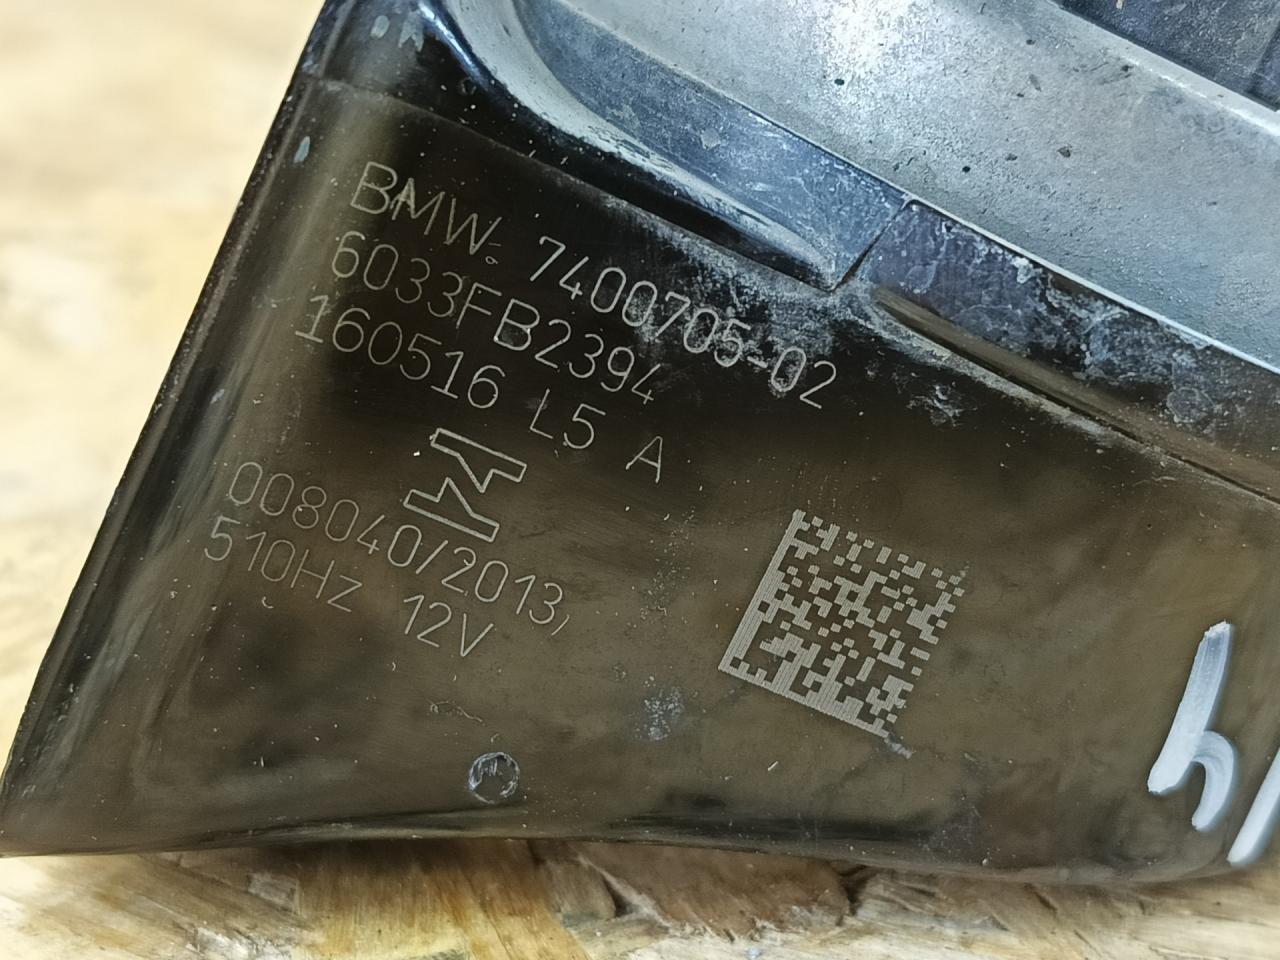 BMW: 7400705-02
6033FB2394
160516 L5 A
008040/2013,
510Hz 12V